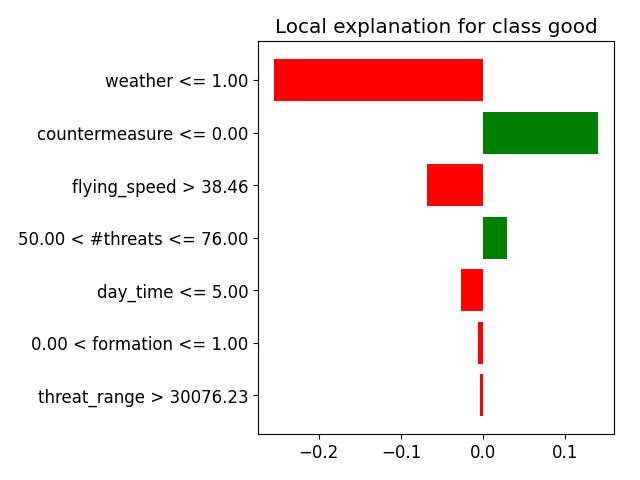 Local explanation for class good
weather <= 1.00
countermeasure <= 0.00
flying_speed > 38.46
50.00 < #threats <= 76.00
day_time <= 5.00
0.00 < formation <= 1.00
threat_range > 30076.23
−0.2 −0.1 0.0 0.1